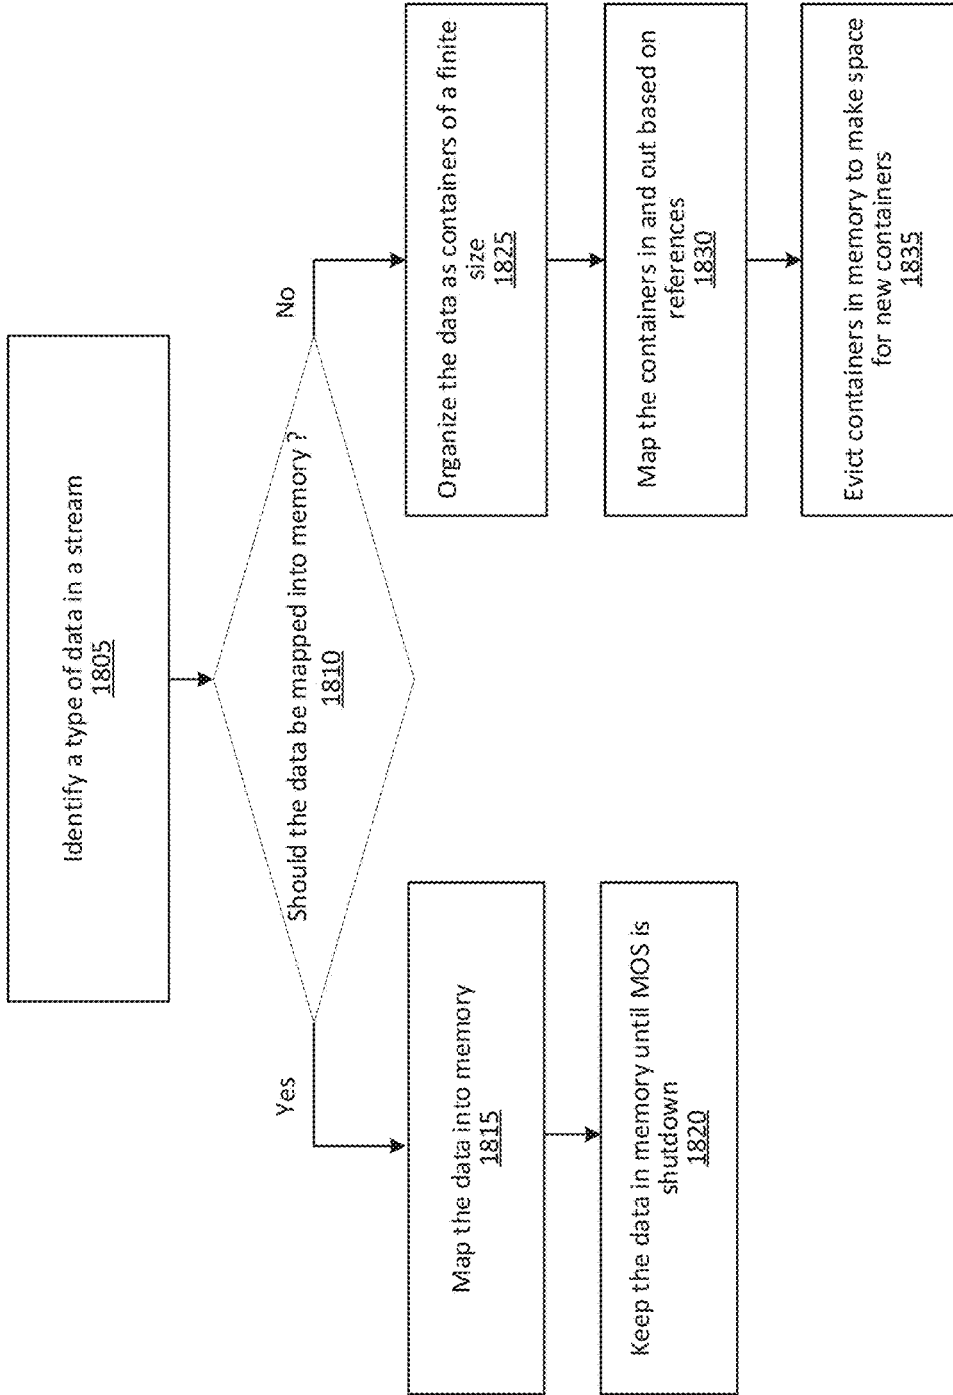 Identify a type of data in a stream
1805
Should the data be mapped into memory ?
1810
Yes
No
Map the data into memory
1815
Keep the data in memory until MOS is
shutdown
1820
Organize the data as containers of a finite
size
1825
Map the containers in and out based on
references
1830
Evict containers in memory to make space
for new containers
1835